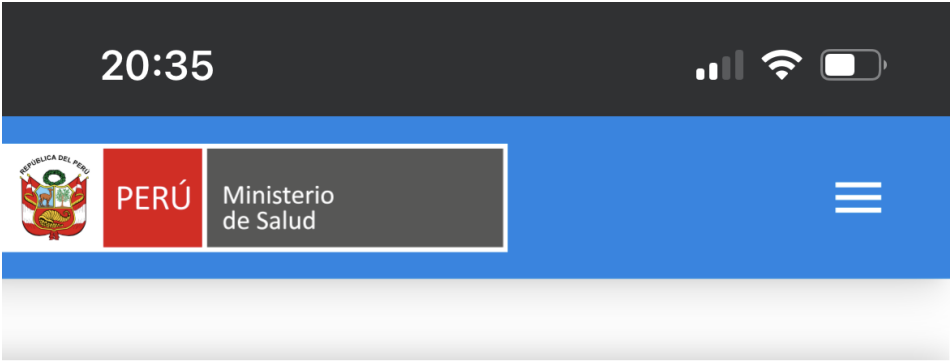 20:35
REPÚBLICA DEL PERÚ
PERÚ
Ministerio
de Salud